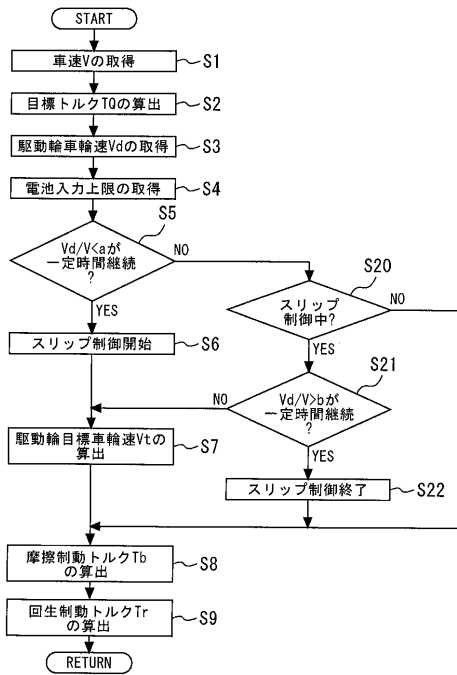 START
車速Vの取得
S1
目標トルクTQの算出
S2
駆動輪車輪速Vdの取得
S3
電池入力上限の取得
S4
S5
Vd/V<aが
一定時間継続
?
NO
YES
S20
スリップ
制御中?
NO
YES
スリップ制御開始
S6
S21
Vd/V>bが
一定時間継続
?
NO
YES
駆動輪目標車輪速Vtの
算出
S7
スリップ制御終了
S22
摩擦制動トルクTb
の算出
S8
回生制動トルクTr
の算出
S9
RETURN